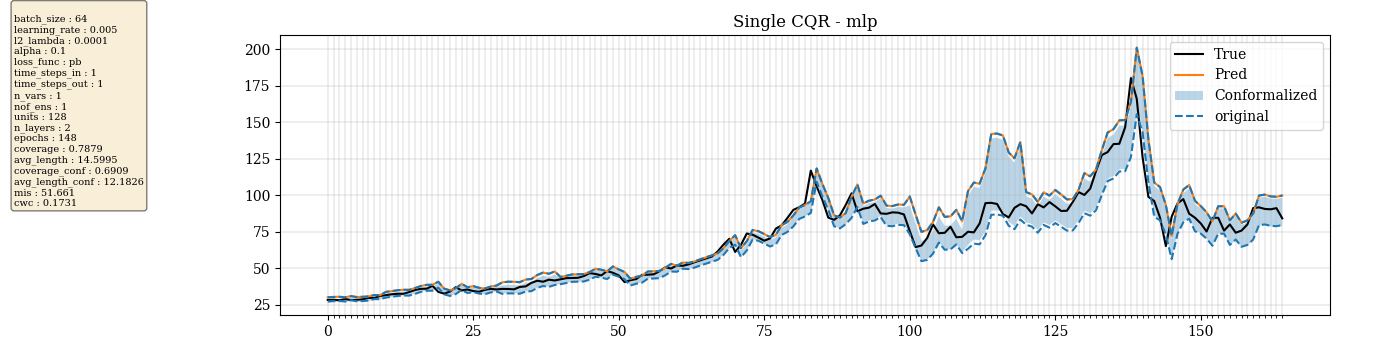 batch_size : 64
learning_rate : 0.005
l2_lambda : 0.0001
alpha : 0.1
loss_func : pb
time_steps_in : 1
time_steps_out : 1
n_vars : 1
nof_ens : 1
units : 128
n_layers : 2
epochs : 148
coverage : 0.7879
avg_length : 14.5995
coverage_conf : 0.6909
avg_length_conf : 12.1826
mis : 51.661
cwc : 0.1731
Single CQR - mlp
200
175
150
125
100
75
50
25
True
Pred
Conformalized
original
0 25 50 75 100 125 150